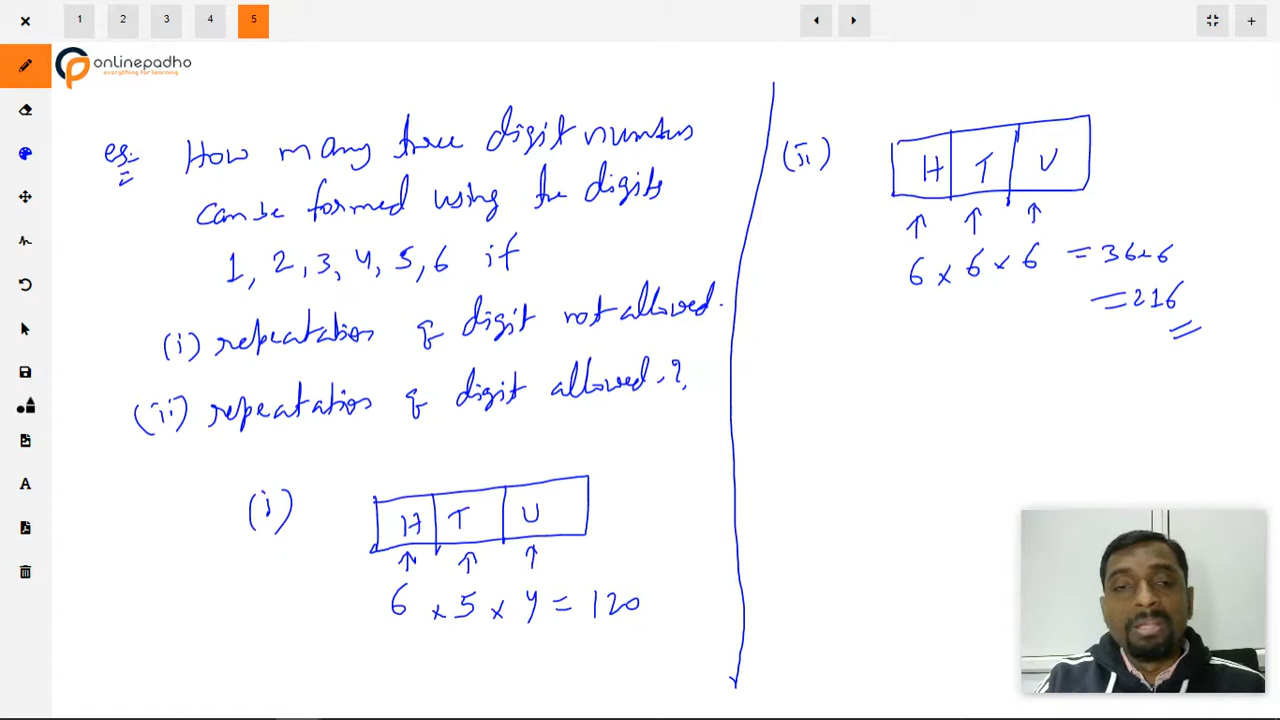 1 2 3 4 5
onlinepadho
everything for learning
eg: How many three digit numbers
can be formed using the digits
1, 2, 3, 4, 5, 6 if
(i) repeatation of digit not allowed.
(ii) repeatation of digit allowed.?
(i) H T U
6 × 5 × 4 = 120
(ii) H T U
6 × 6 × 6 = 36×6
= 216
A